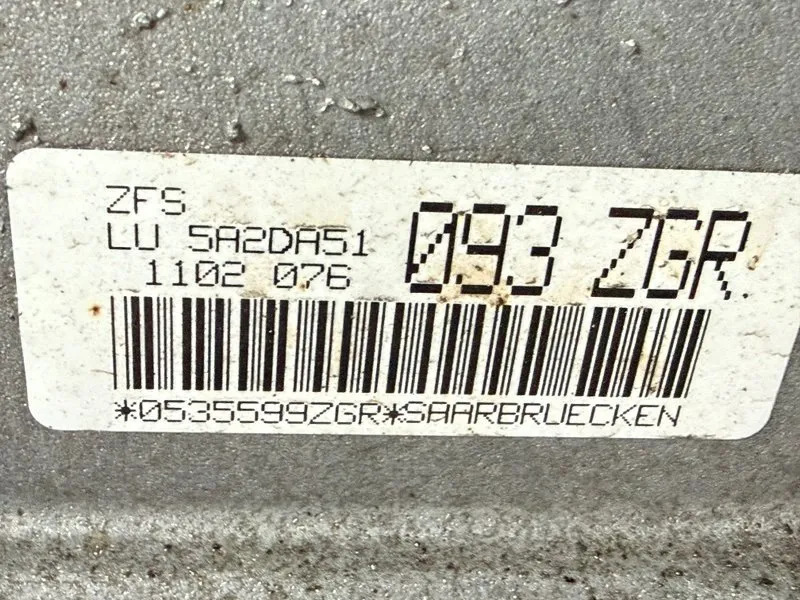 ZFS
LU 5A2DA51
1102 076
093 ZGR
*0535599ZGR*SAARBRUECKEN